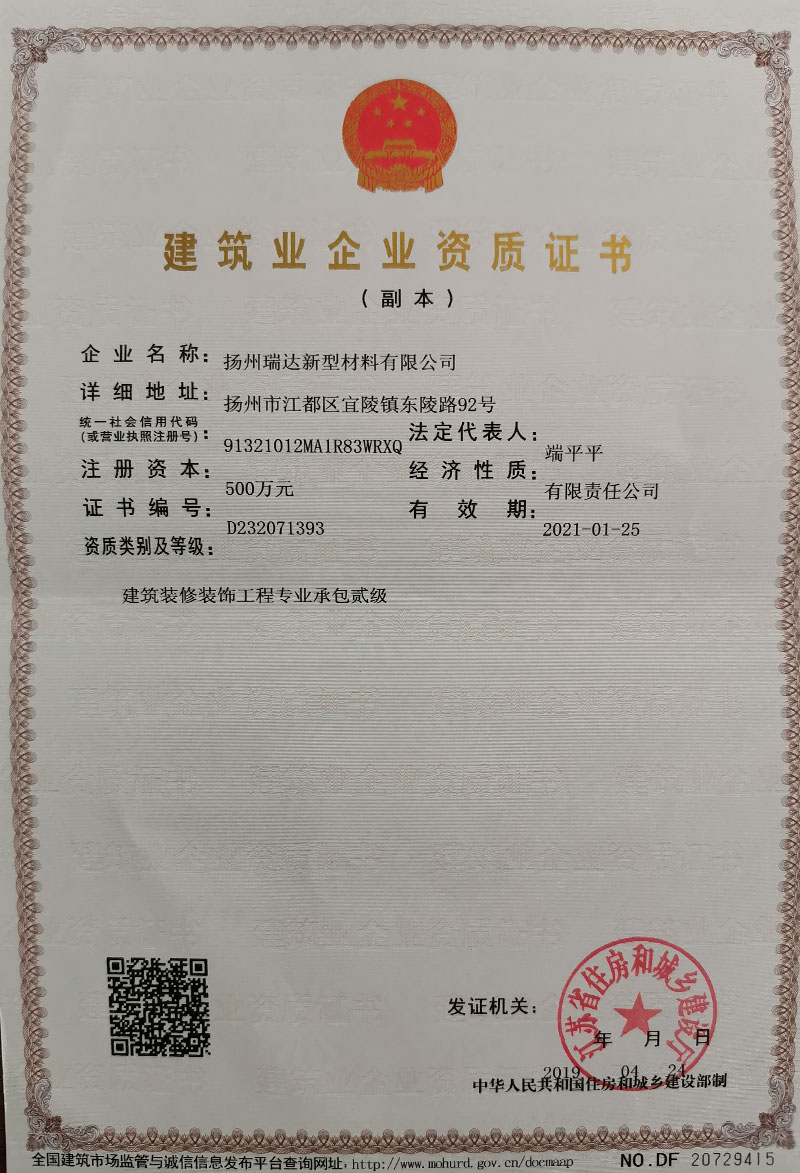 建筑业企业资质证书
（副本）
企业名称：扬州瑞达新型材料有限公司
详细地址：扬州市江都区宜陵镇东陵路92号
统一社会信用代码
(或营业执照注册号)：91321012MA1R83WRXQ 法定代表人：端平平
注册资本：500万元 经济性质：有限责任公司
证书编号：D232071393 有效期：2021-01-25
资质类别及等级：
建筑装修装饰工程专业承包贰级
江苏省住房和城乡建设厅
发证机关：
年 月 日
2019 04 24
中华人民共和国住房和城乡建设部制
全国建筑市场监管与诚信信息发布平台查询网址：http://www.mohurd.gov.cn/docmaap NO.DF 20729415